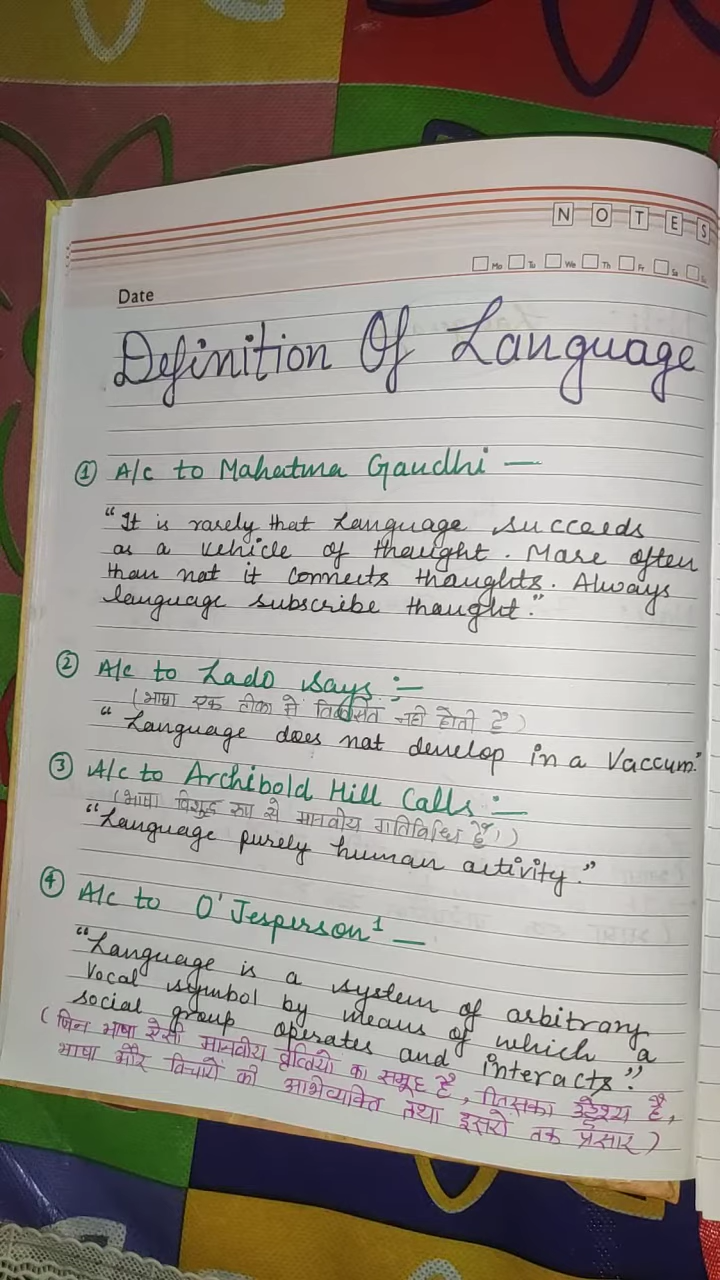 N O T E S
Mo Tu We Th Fr Sa Su
Date
Definition Of Language
① A/c to Mahatma Gandhi —
“It is rarely that Language succeeds
as a vehicle of thought. More often
than not it connects thoughts. Always
language subscribe thought.”
② A/c to Lado says :—
(भाषा एक टीका में विकसित नही होती है)
“Language does not develop in a Vaccum.”
③ A/c to Archibold Hill Calls :—
(भाषा विशुद्ध रूप से मानवीय गतिविधि है।)
“Language purely human activity.”
④ A/c to O'Jesperson¹ —
“Language is a system of arbitrary
vocal symbol by means of which a
social group operates and interacts”.
(जिन भाषा ऐसी मानवीय वृत्तियो का समूह है, जिसका उद्देश्य है,
भाषा और विचारों की अभिव्यक्ति तथा इसरो तक प्रसार)